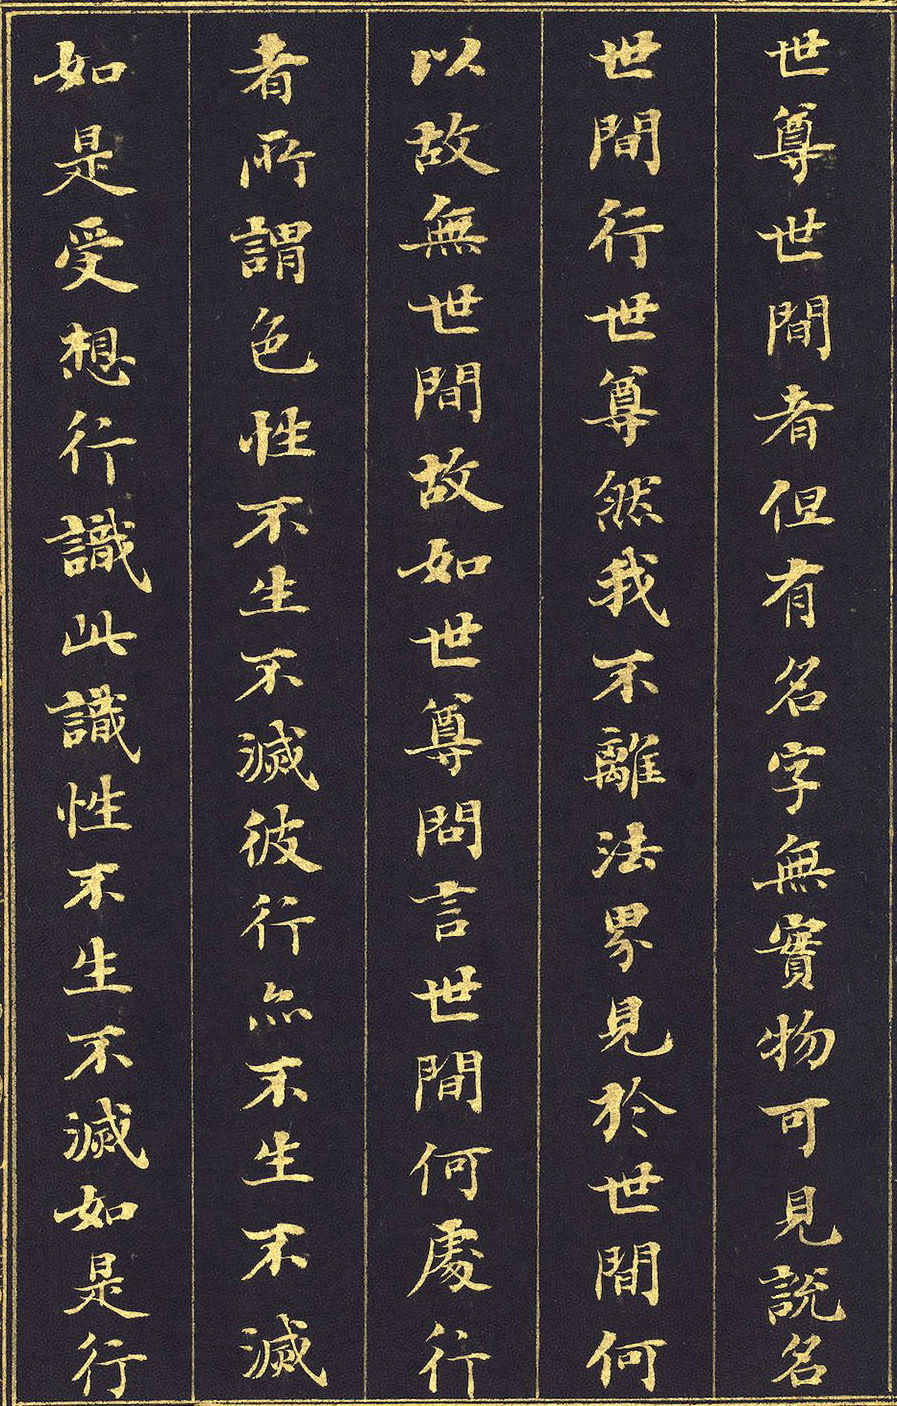 世尊世間者但有名字無實物可見說名
世間行世尊然我不離法界見於世間何
以故無世間故如世尊問言世間何處行
者所謂色性不生不滅彼行亦不生不滅
如是受想行識此識性不生不滅如是行